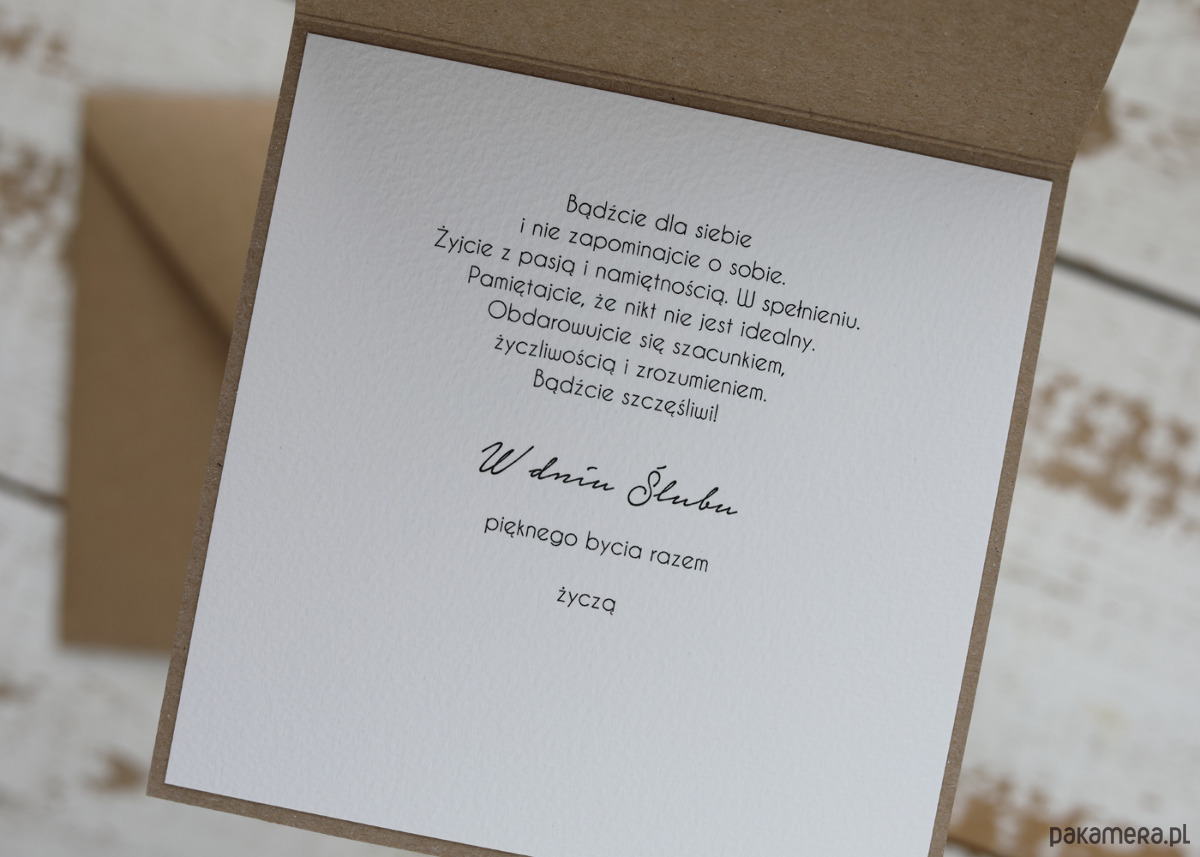 Bądźcie dla siebie
i nie zapominajcie o sobie.
Żyjcie z pasją i namiętnością. W spełnieniu.
Pamiętajcie, że nikt nie jest idealny.
Obdarowujcie się szacunkiem,
życzliwością i zrozumieniem.
Bądźcie szczęśliwi!
W dniu Ślubu
pięknego bycia razem
życzą
pakamera.pl